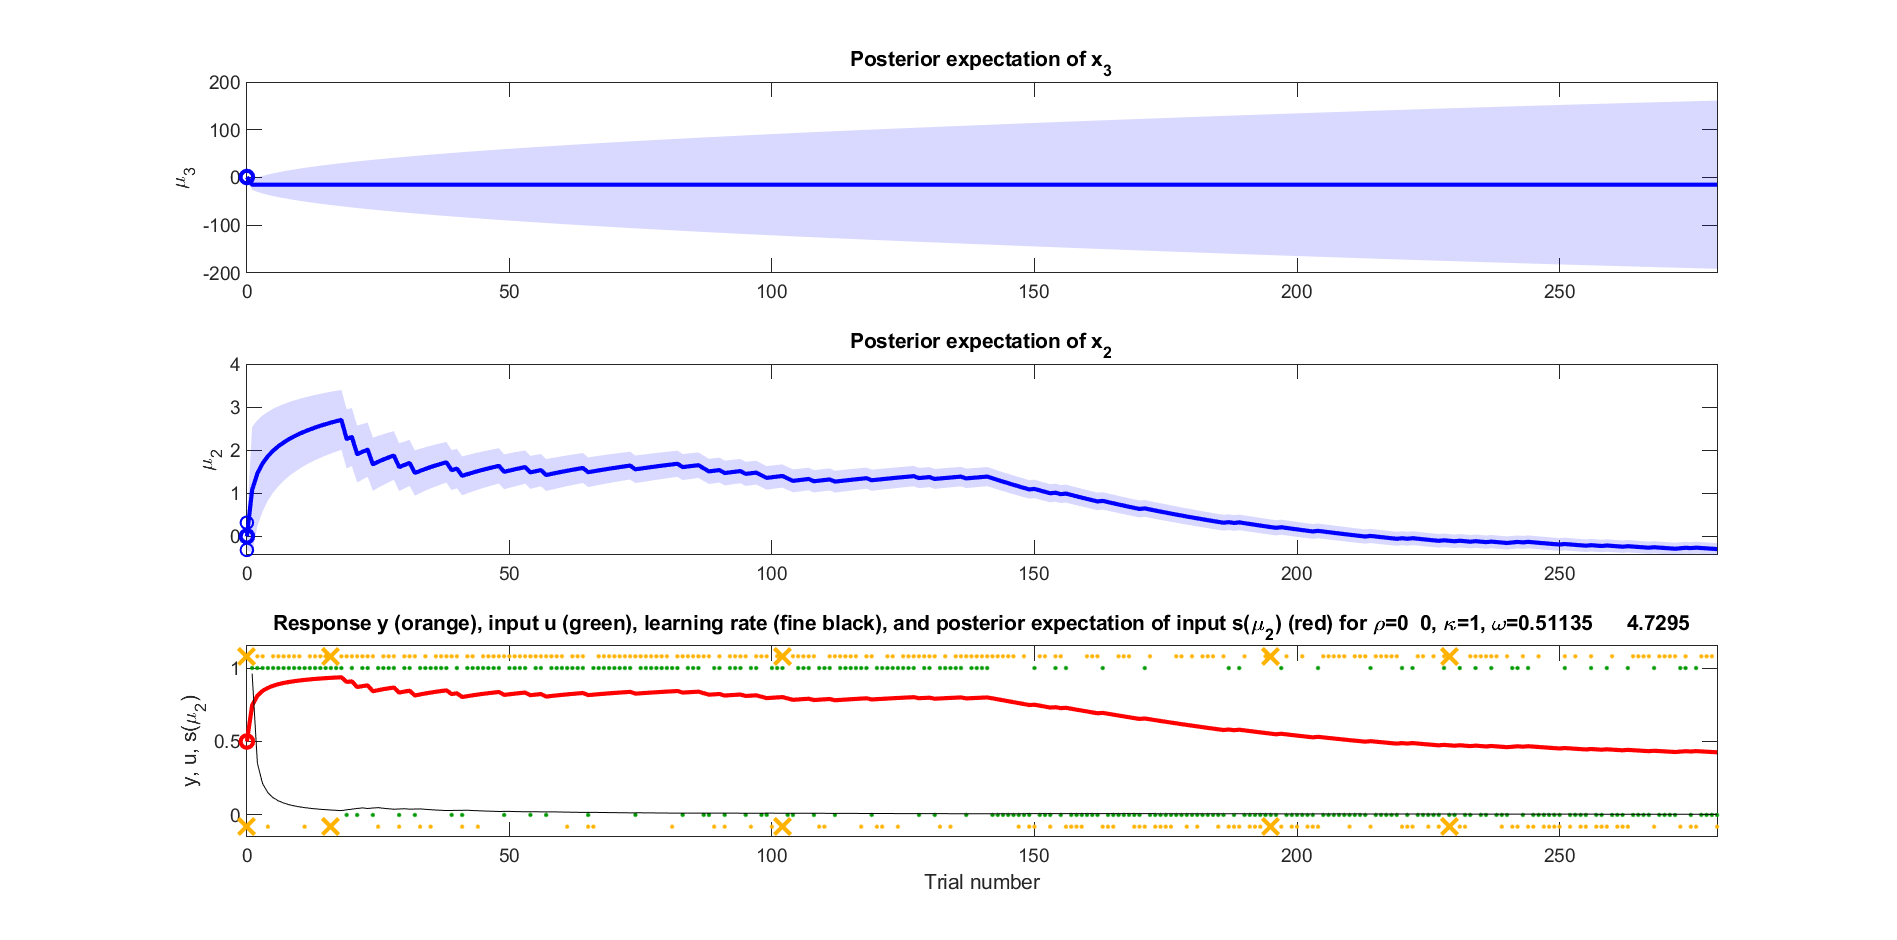 Posterior expectation of x3
200
100
0
-100
-200
μ3
0 50 100 150 200 250
Posterior expectation of x2
4
3
2
1
0
μ2
0 50 100 150 200 250
Response y (orange), input u (green), learning rate (fine black), and posterior expectation of input s(μ2) (red) for ρ=0 0, κ=1, ω=0.51135 4.7295
1
0.5
0
y, u, s(μ2)
0 50 100 150 200 250
Trial number